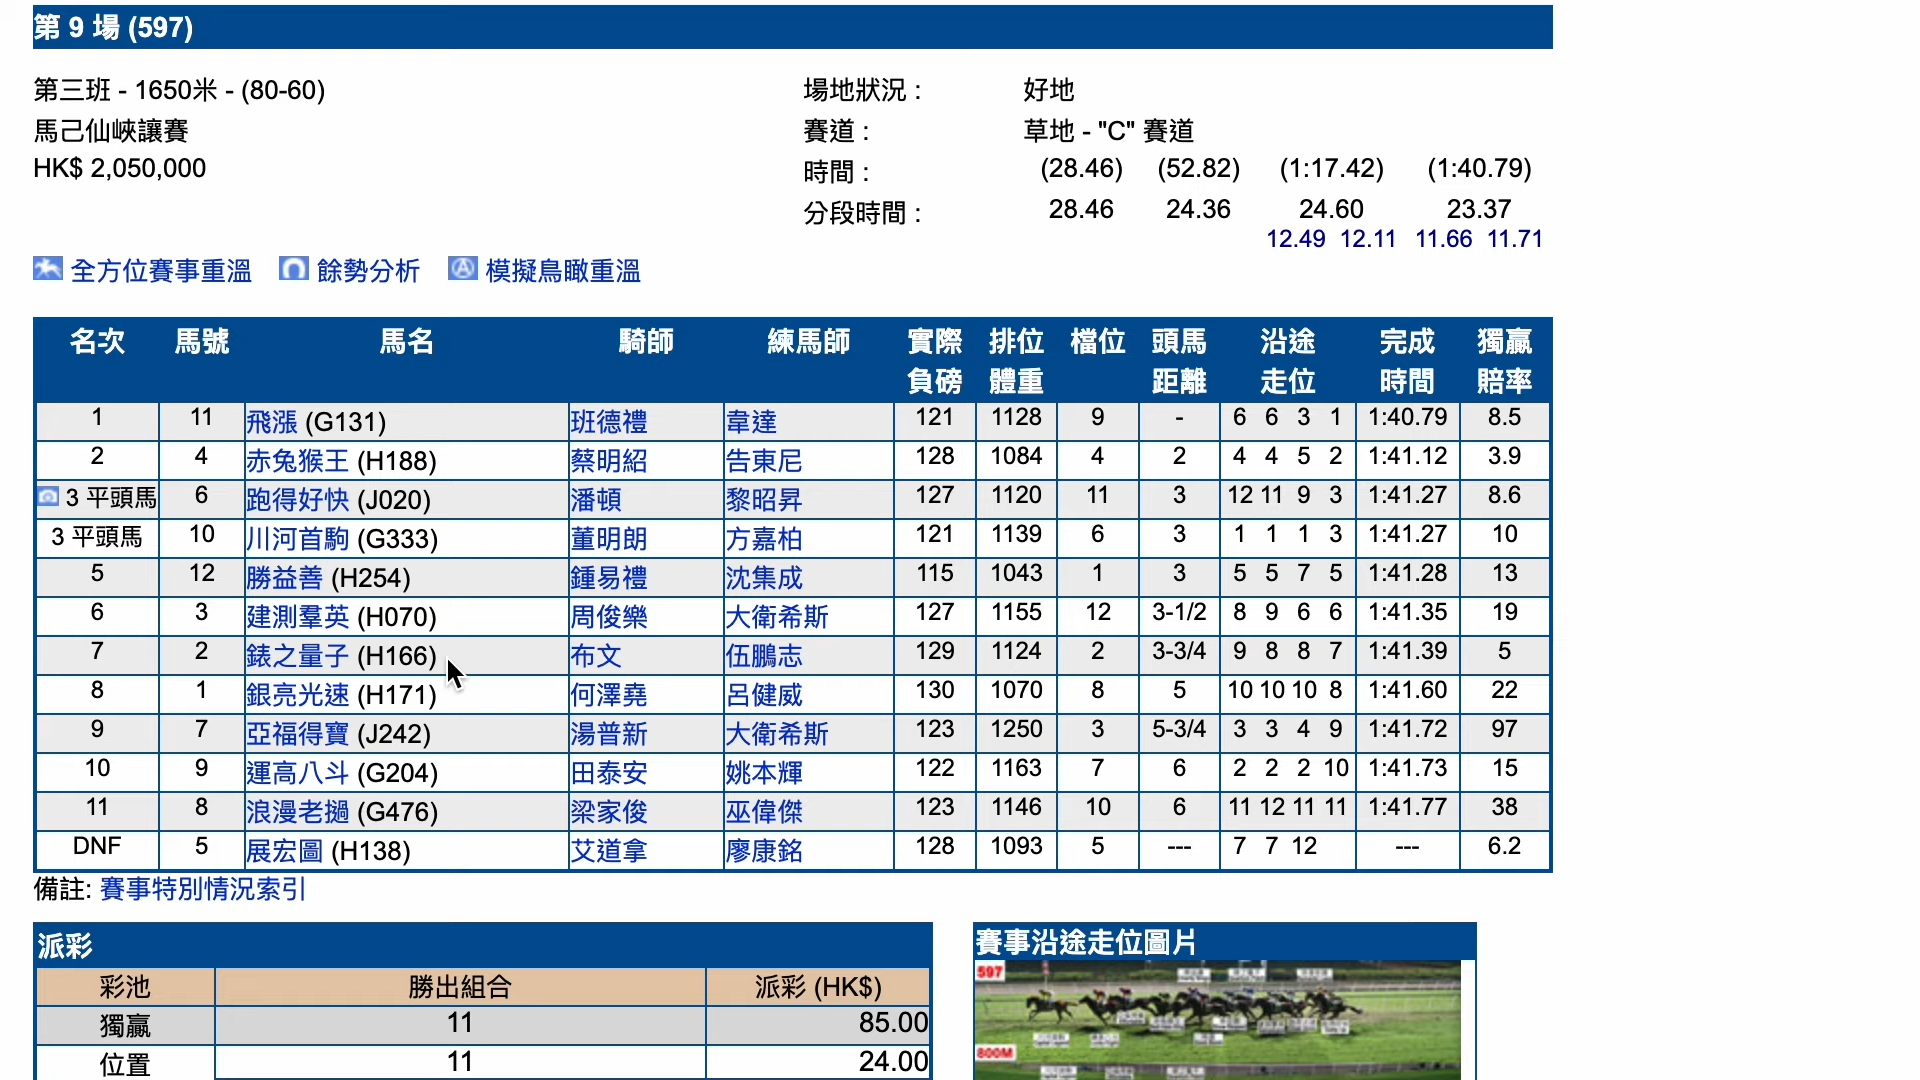 第 9 場 (597)
第三班 - 1650米 - (80-60) 場地狀況 : 好地
馬己仙峽讓賽 賽道 : 草地 - "C" 賽道
HK$ 2,050,000 時間 : (28.46) (52.82) (1:17.42) (1:40.79)
分段時間 : 28.46 24.36 24.60 23.37
12.49 12.11 11.66 11.71
全方位賽事重溫 餘勢分析 模擬鳥瞰重溫
名次 馬號 馬名 騎師 練馬師 實際負磅 排位體重 檔位 頭馬距離 沿途走位 完成時間 獨贏賠率
1 11 飛漲 (G131) 班德禮 韋達 121 1128 9 - 6 6 3 1 1:40.79 8.5
2 4 赤兔猴王 (H188) 蔡明紹 告東尼 128 1084 4 2 4 4 5 2 1:41.12 3.9
3 平頭馬 6 跑得好快 (J020) 潘頓 黎昭昇 127 1120 11 3 12 11 9 3 1:41.27 8.6
3 平頭馬 10 川河首駒 (G333) 董明朗 方嘉柏 121 1139 6 3 1 1 1 3 1:41.27 10
5 12 勝益善 (H254) 鍾易禮 沈集成 115 1043 1 3 5 5 7 5 1:41.28 13
6 3 建測羣英 (H070) 周俊樂 大衛希斯 127 1155 12 3-1/2 8 9 6 6 1:41.35 19
7 2 錶之量子 (H166) 布文 伍鵬志 129 1124 2 3-3/4 9 8 8 7 1:41.39 5
8 1 銀亮光速 (H171) 何澤堯 呂健威 130 1070 8 5 10 10 10 8 1:41.60 22
9 7 亞福得寶 (J242) 湯普新 大衛希斯 123 1250 3 5-3/4 3 3 4 9 1:41.72 97
10 9 運高八斗 (G204) 田泰安 姚本輝 122 1163 7 6 2 2 2 10 1:41.73 15
11 8 浪漫老撾 (G476) 梁家俊 巫偉傑 123 1146 10 6 11 12 11 11 1:41.77 38
DNF 5 展宏圖 (H138) 艾道拿 廖康銘 128 1093 5 --- 7 7 12 --- 6.2
備註: 賽事特別情況索引
派彩
彩池 勝出組合 派彩 (HK$)
獨贏 11 85.00
位置 11 24.00
賽事沿途走位圖片
597
800M